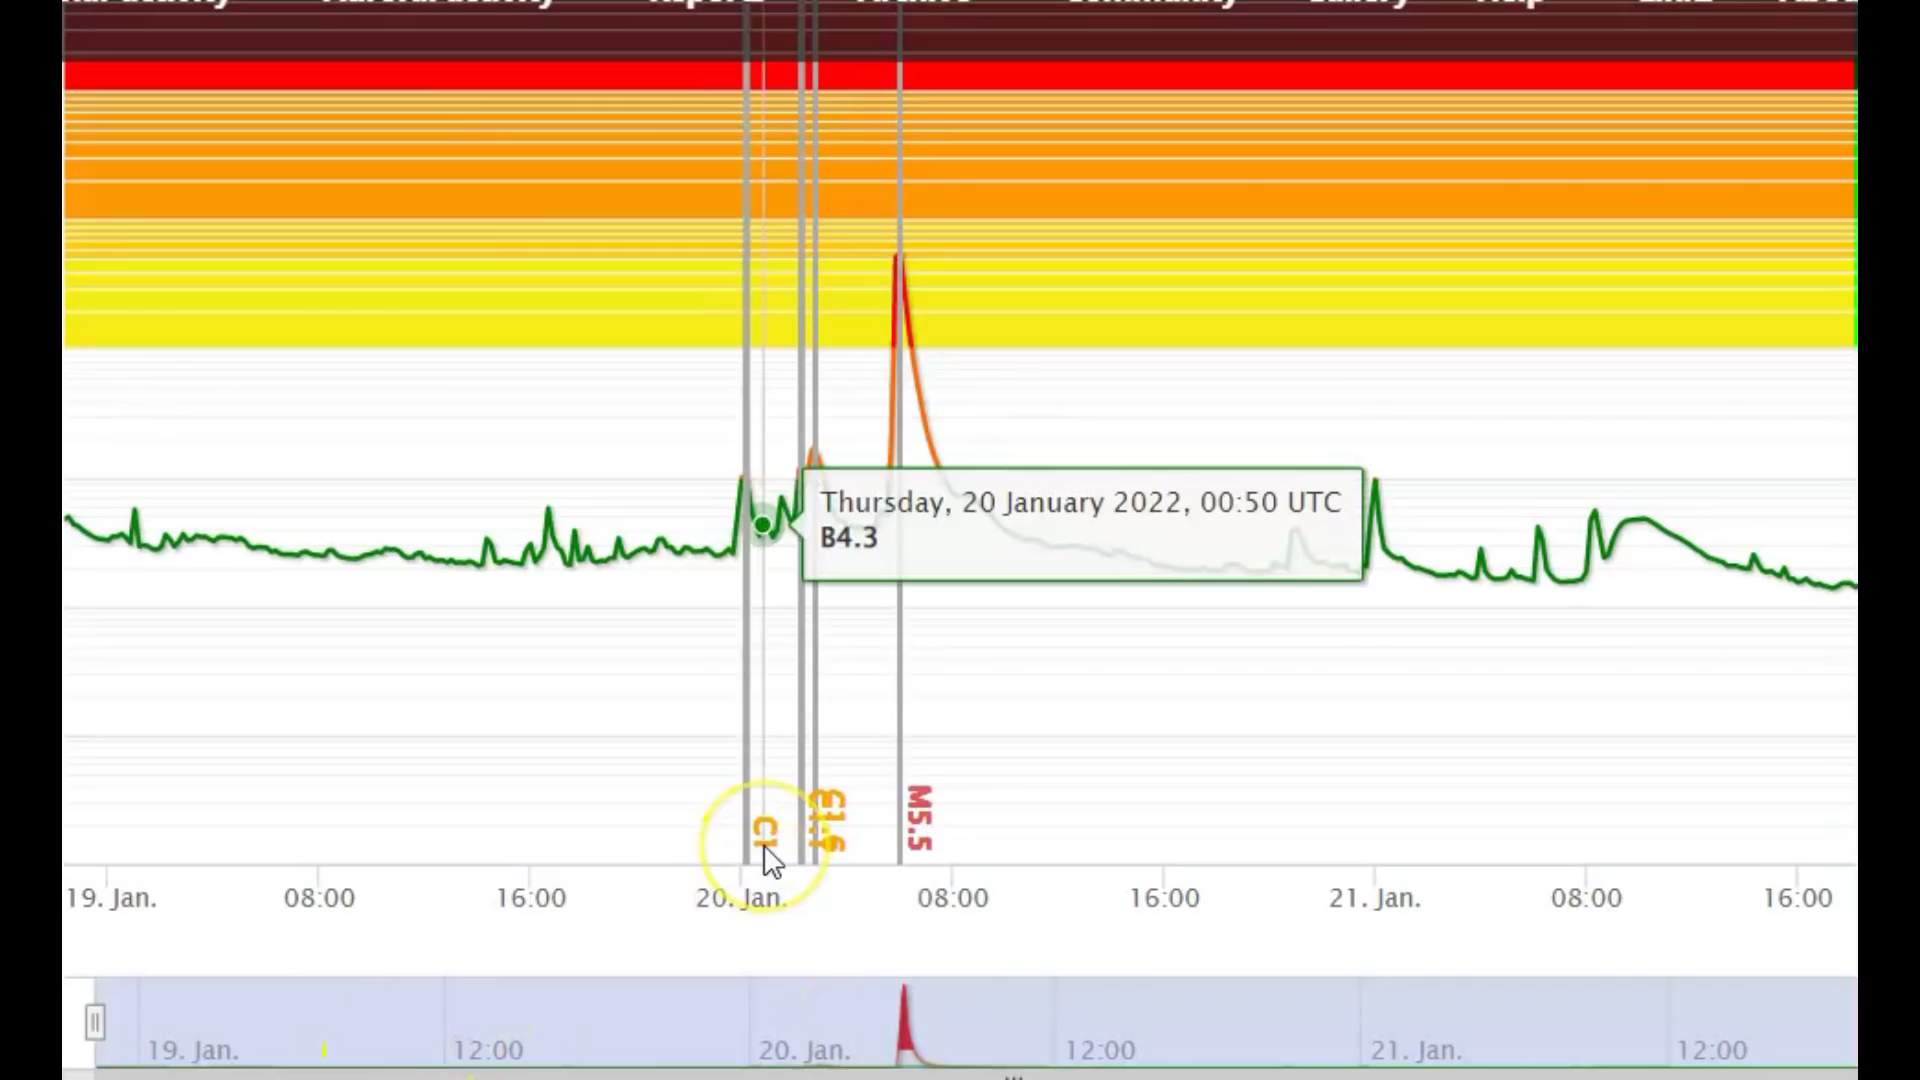 Thursday, 20 January 2022, 00:50 UTC
B4.3
C1
M5.5
19. Jan.
08:00
16:00
20. Jan.
08:00
16:00
21. Jan.
08:00
16:00
19. Jan.
12:00
20. Jan.
12:00
21. Jan.
12:00